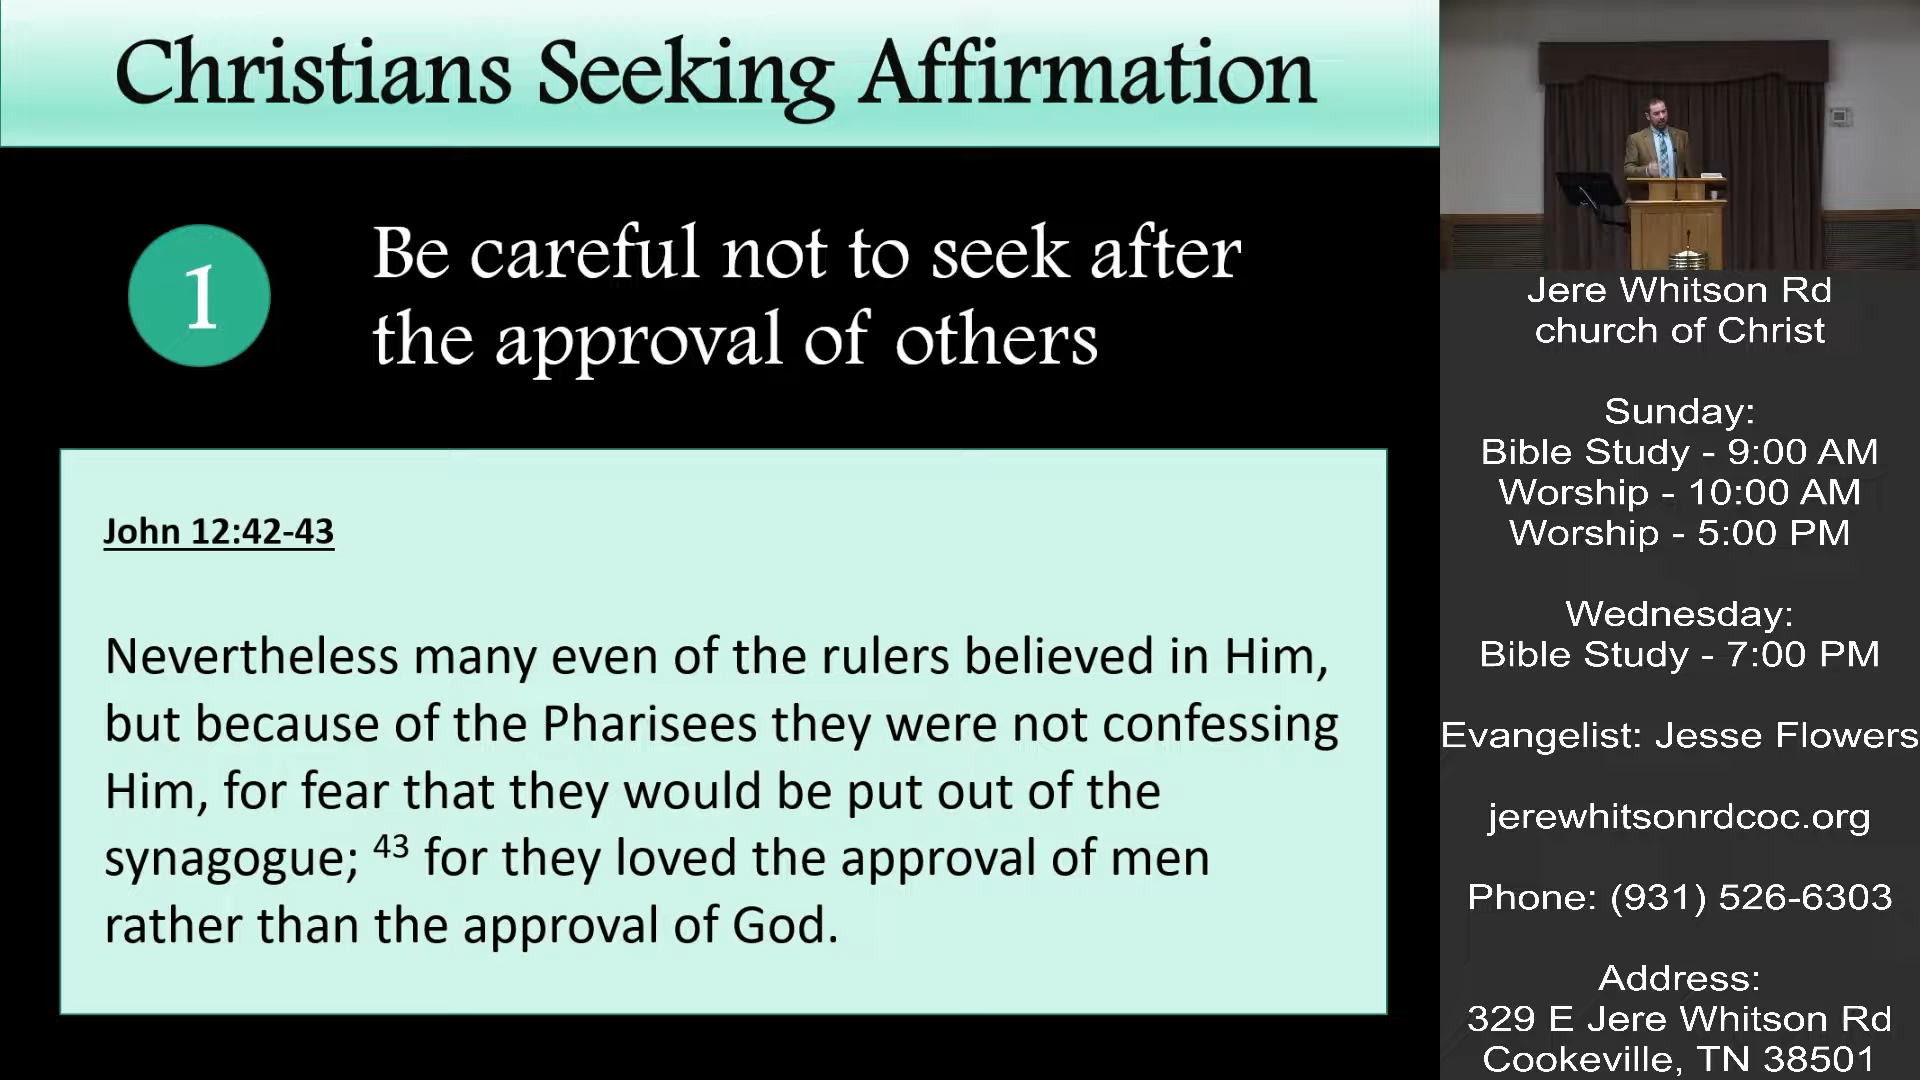 Christians Seeking Affirmation
1
Be careful not to seek after
the approval of others
John 12:42-43
Nevertheless many even of the rulers believed in Him,
but because of the Pharisees they were not confessing
Him, for fear that they would be put out of the
synagogue; 43 for they loved the approval of men
rather than the approval of God.
Jere Whitson Rd
church of Christ
Sunday:
Bible Study - 9:00 AM
Worship - 10:00 AM
Worship - 5:00 PM
Wednesday:
Bible Study - 7:00 PM
Evangelist: Jesse Flowers
jerewhitsonrdcoc.org
Phone: (931) 526-6303
Address:
329 E Jere Whitson Rd
Cookeville, TN 38501